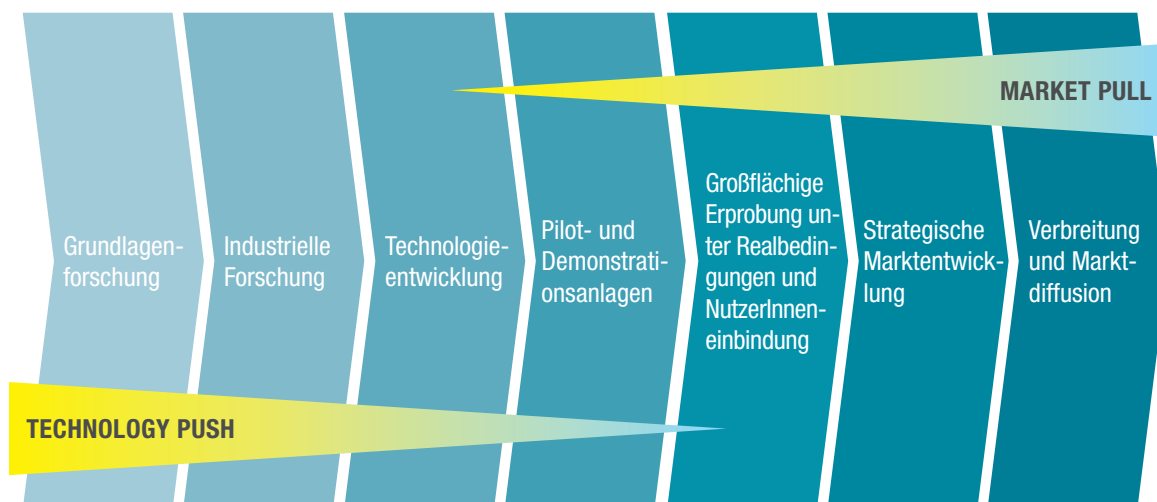 MARKET PULL
Grundlagen-
forschung
Industrielle
Forschung
Technologie-
entwicklung
Pilot- und
Demonstrati-
onsanlagen
Großflächige
Erprobung un-
ter Realbedin-
gungen und
NutzerInnen-
einbindung
Strategische
Marktentwick-
lung
Verbreitung
und Markt-
diffusion
TECHNOLOGY PUSH